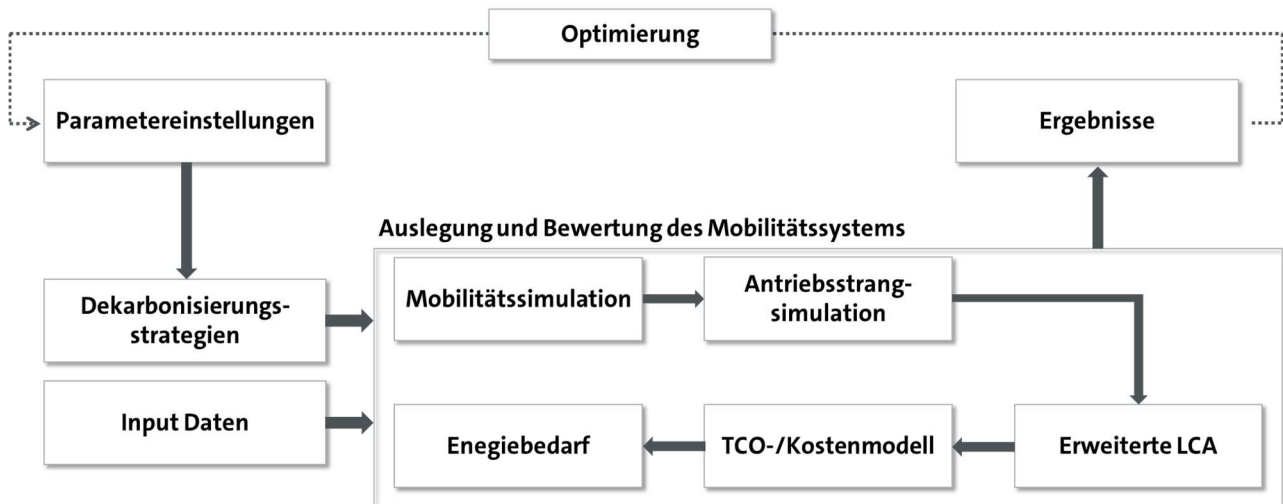 Optimierung
Parametereinstellungen
Ergebnisse
Auslegung und Bewertung des Mobilitätssystems
Dekarbonisierungs-
strategien
Mobilitätssimulation
Antriebsstrang-
simulation
Input Daten
Enegiebedarf
TCO-/Kostenmodell
Erweiterte LCA